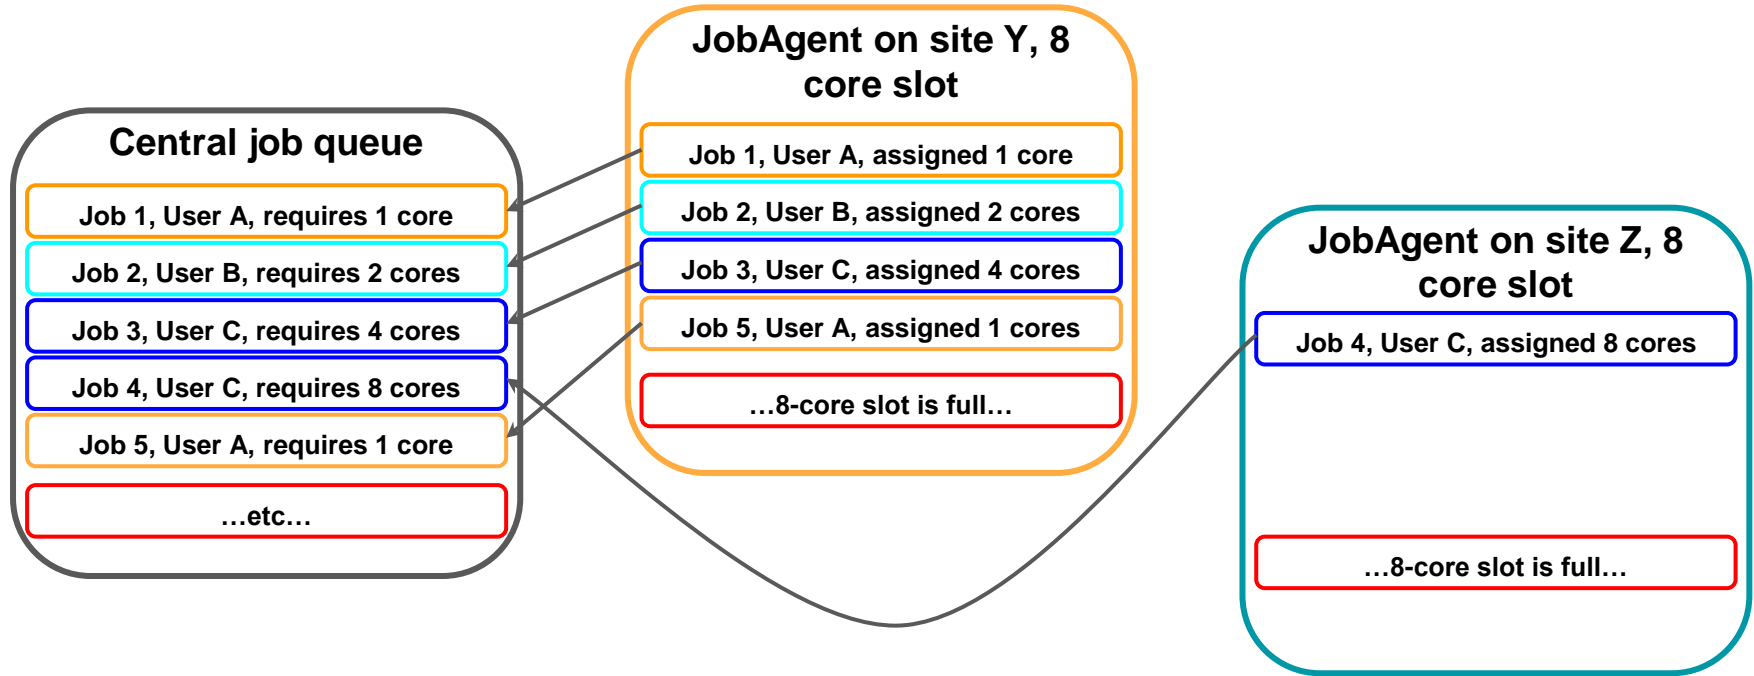 Central job queue
Job 1, User A, requires 1 core
Job 2, User B, requires 2 cores
Job 3, User C, requires 4 cores
Job 4, User C, requires 8 cores
Job 5, User A, requires 1 core
…etc…
JobAgent on site Y, 8
core slot
Job 1, User A, assigned 1 core
Job 2, User B, assigned 2 cores
Job 3, User C, assigned 4 cores
Job 5, User A, assigned 1 cores
…8-core slot is full…
JobAgent on site Z, 8
core slot
Job 4, User C, assigned 8 cores
…8-core slot is full…